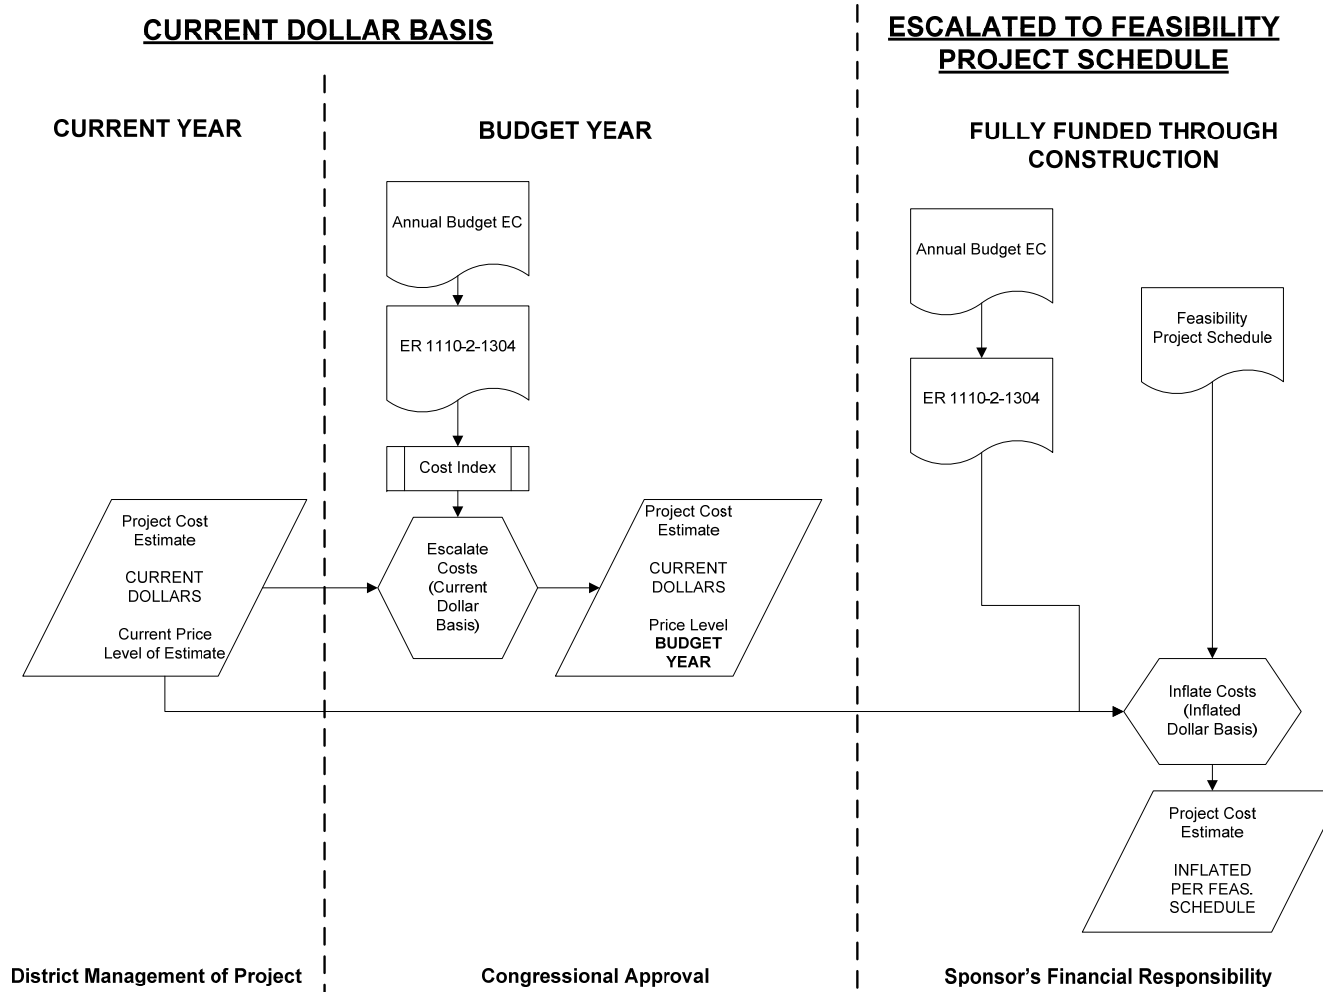 CURRENT DOLLAR BASIS
ESCALATED TO FEASIBILITY
PROJECT SCHEDULE
CURRENT YEAR
BUDGET YEAR
FULLY FUNDED THROUGH
CONSTRUCTION
Annual Budget EC
ER 1110-2-1304
Cost Index
Project Cost
Estimate
CURRENT
DOLLARS
Current Price
Level of Estimate
Escalate
Costs
(Current
Dollar
Basis)
Project Cost
Estimate
CURRENT
DOLLARS
Price Level
BUDGET
YEAR
Annual Budget EC
ER 1110-2-1304
Feasibility
Project Schedule
Inflate Costs
(Inflated
Dollar Basis)
Project Cost
Estimate
INFLATED
PER FEAS.
SCHEDULE
District Management of Project
Congressional Approval
Sponsor's Financial Responsibility